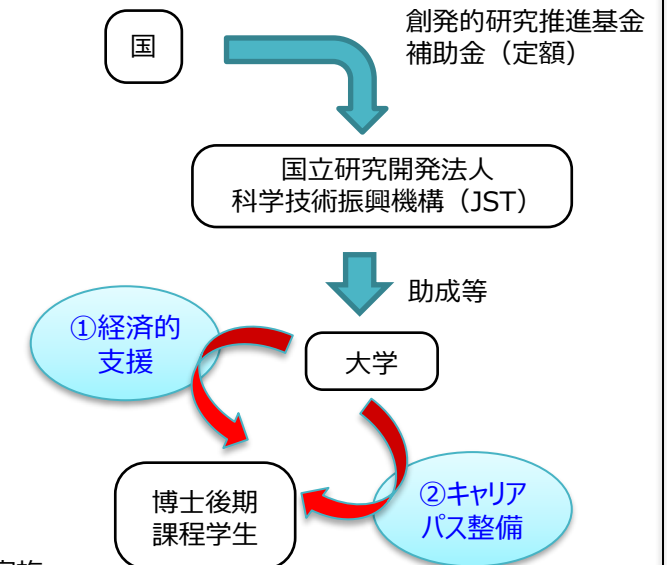 国
創発的研究推進基金
補助金（定額）
国立研究開発法人
科学技術振興機構（JST）
助成等
①経済的
支援
大学
博士後期
課程学生
②キャリア
パス整備